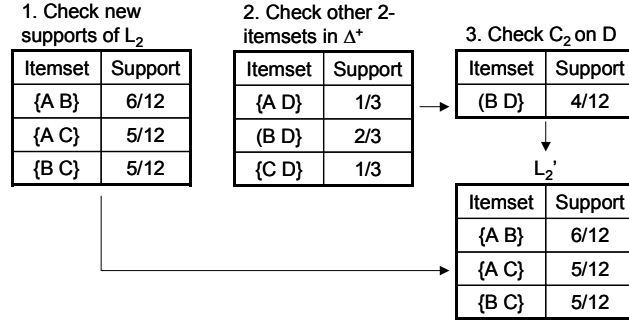 1. Check new
supports of L2
Itemset Support
{A B} 6/12
{A C} 5/12
{B C} 5/12
2. Check other 2-
itemsets in Δ+
Itemset Support
{A D} 1/3
(B D} 2/3
{C D} 1/3
3. Check C2 on D
Itemset Support
(B D} 4/12
L2’
Itemset Support
{A B} 6/12
{A C} 5/12
{B C} 5/12